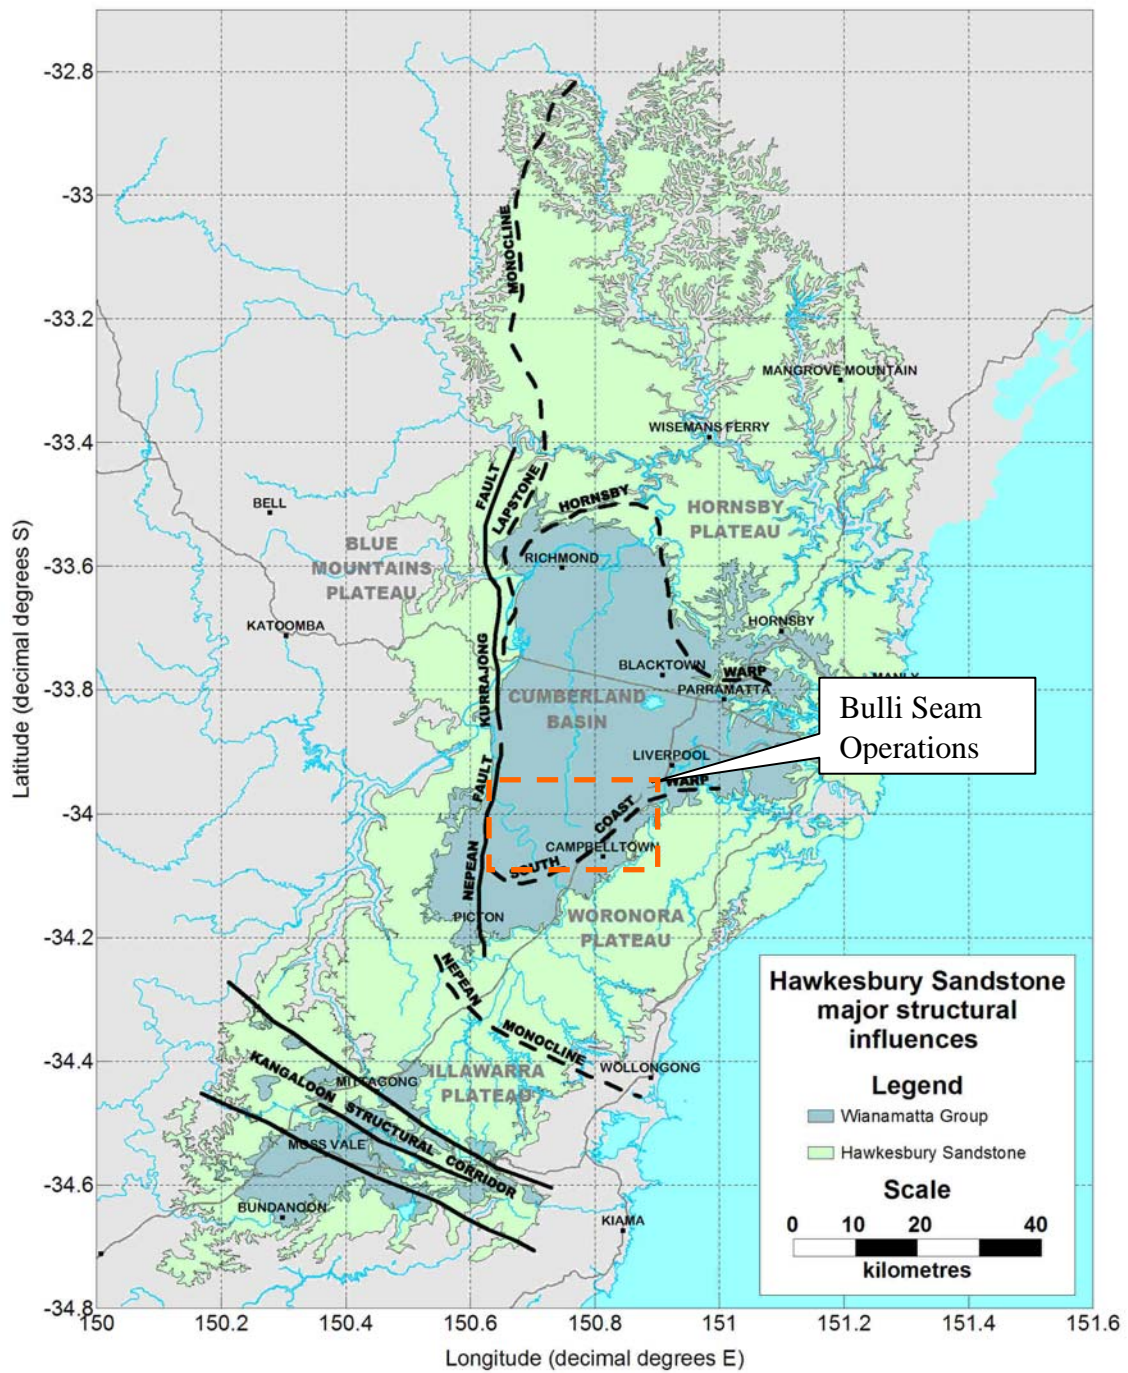 -32.8
-33
-33.2
-33.4
-33.6
-33.8
-34
-34.2
-34.4
-34.6
-34.8
Latitude (decimal degrees S)
150
150.2
150.4
150.6
150.8
151
151.2
151.4
151.6
Longitude (decimal degrees E)
MONOCLINE
MANGROVE MOUNTAIN
WISEMANS FERRY
FAULT
LAPSTONE
HORNSBY
HORNSBY
PLATEAU
BELL
BLUE
MOUNTAINS
PLATEAU
RICHMOND
KATOOMBA
HORNSBY
KURRAJONG
BLACKTOWN
WARP
MANLY
PARRAMATTA
CUMBERLAND
BASIN
Bulli Seam
Operations
LIVERPOOL
FAULT
WARP
COAST
CAMPBELLTOWN
SOUTH
NEPEAN
PICTON
WORONORA
PLATEAU
NEPEAN
MONOCLINE
WOLLONGONG
ILLAWARRA
PLATEAU
MITTAGONG
KANGALOON STRUCTURAL CORRIDOR
MOSS VALE
BUNDANOON
KIAMA
Hawkesbury Sandstone
major structural
influences
Legend
Wianamatta Group
Hawkesbury Sandstone
Scale
0 10 20 40
kilometres